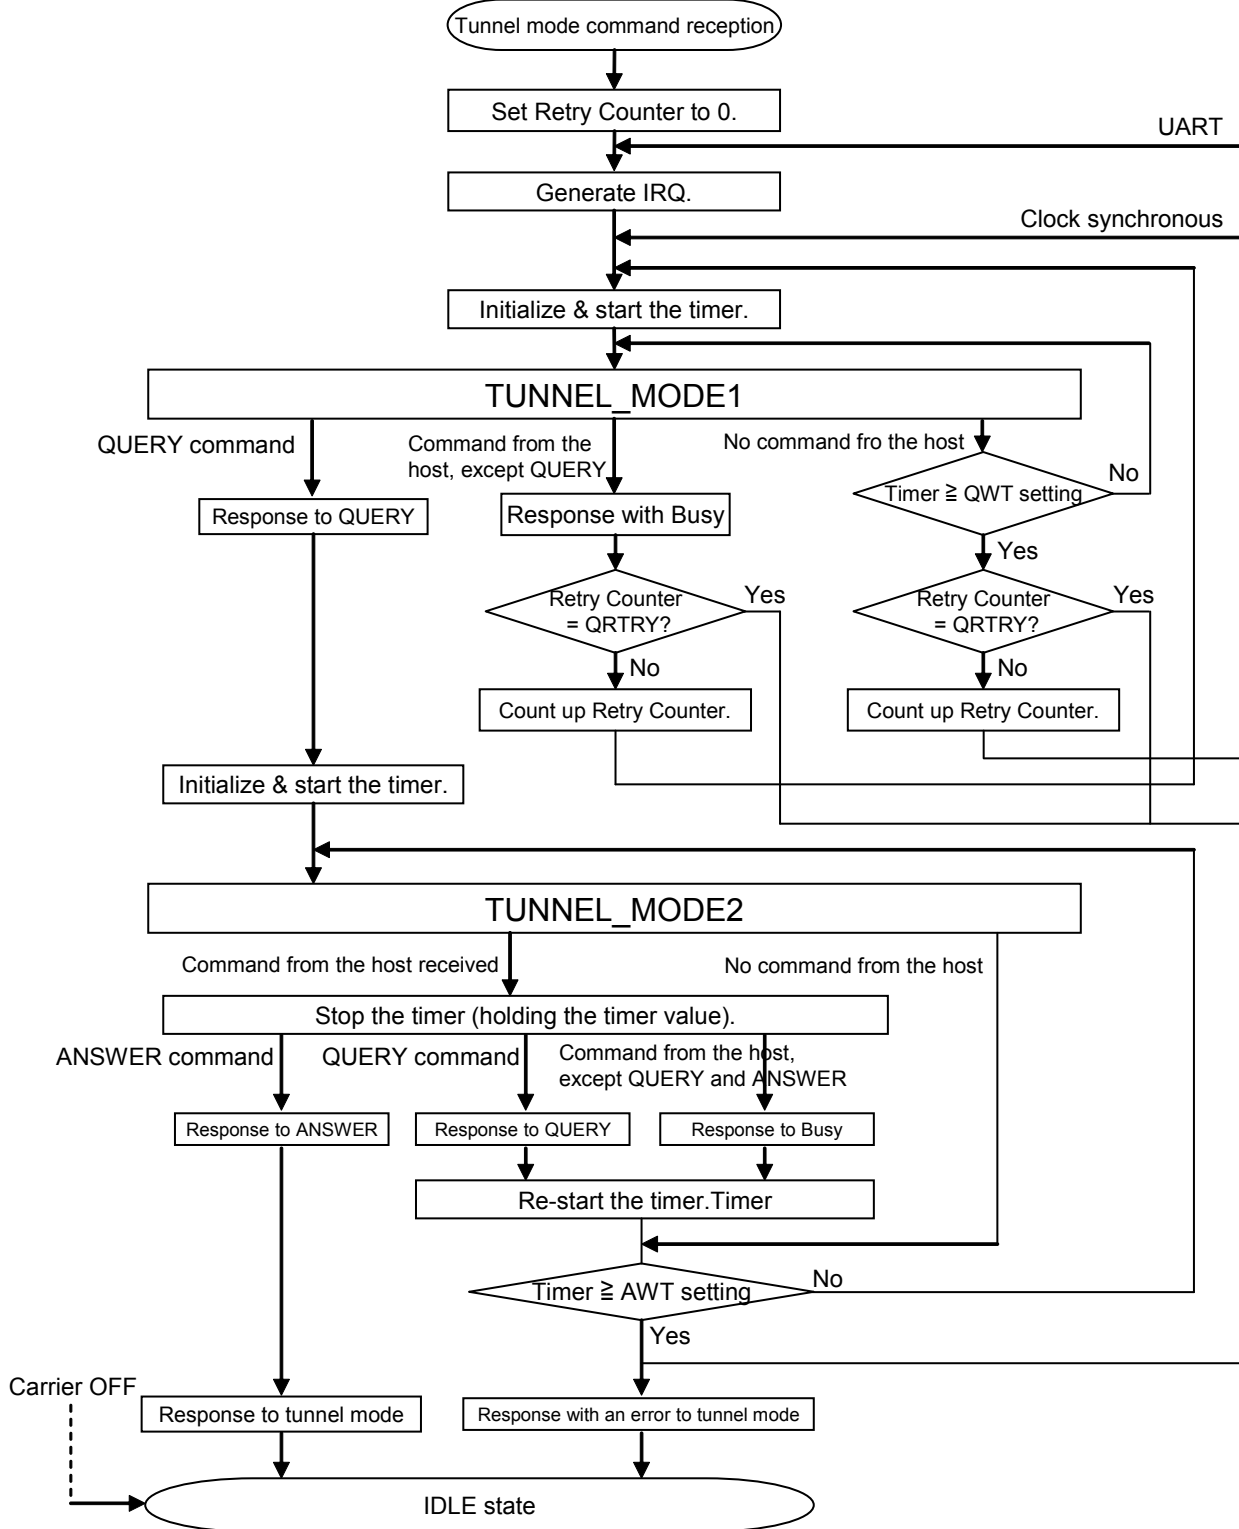 Tunnel mode command reception
Set Retry Counter to 0.
UART
Generate IRQ.
Clock synchronous
Initialize & start the timer.
TUNNEL_MODE1
QUERY command
Command from the
host, except QUERY
No command fro the host
No
Timer ≧ QWT setting
Response to QUERY
Response with Busy
Yes
Retry Counter
= QRTRY?
Yes
Retry Counter
= QRTRY?
Yes
No
No
Count up Retry Counter.
Count up Retry Counter.
Initialize & start the timer.
TUNNEL_MODE2
Command from the host received
No command from the host
Stop the timer (holding the timer value).
ANSWER command
QUERY command
Command from the host,
except QUERY and ANSWER
Response to ANSWER
Response to QUERY
Response to Busy
Re-start the timer.Timer
Timer ≧ AWT setting
No
Yes
Carrier OFF
Response to tunnel mode
Response with an error to tunnel mode
IDLE state